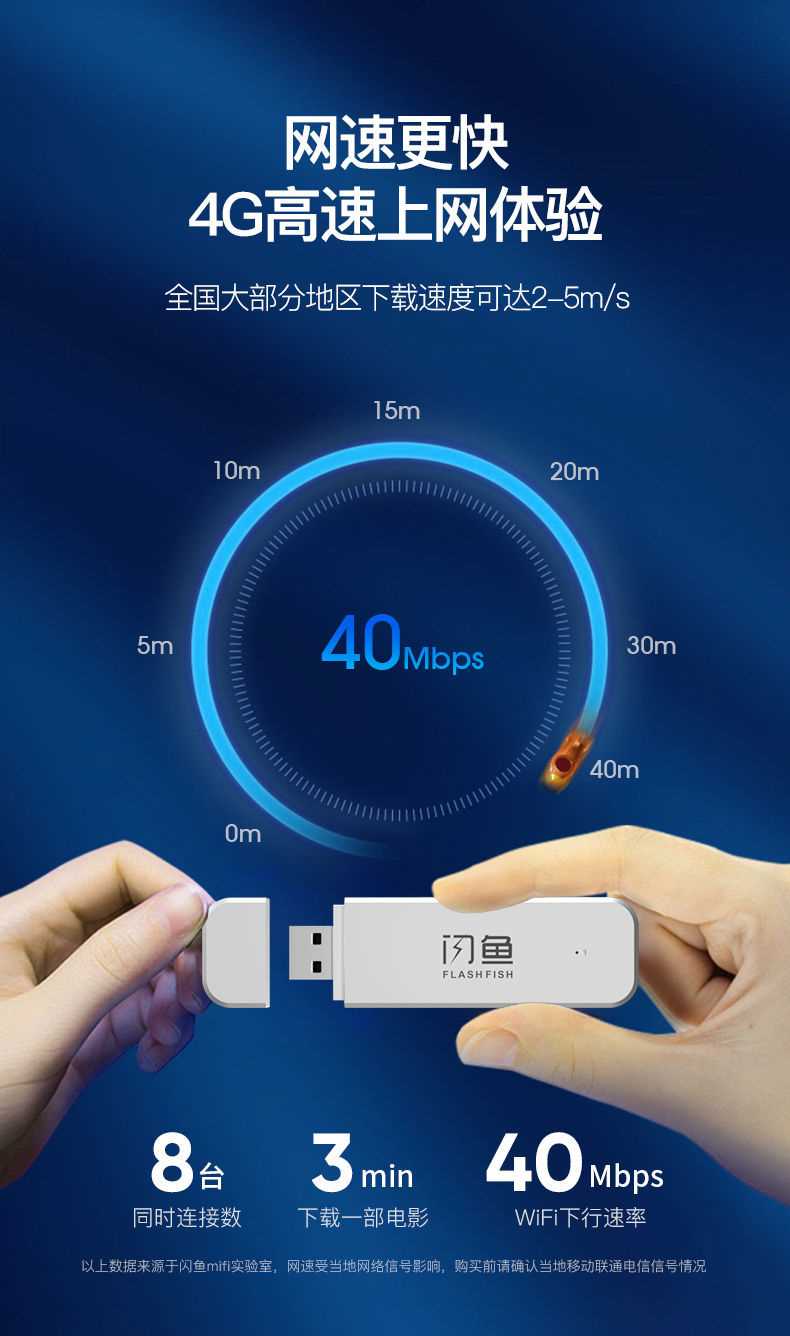 网速更快
4G高速上网体验
全国大部分地区下载速度可达2-5m/s
15m
10m
20m
5m
40Mbps
30m
40m
0m
闪鱼
FLASHFISH
8台
同时连接数
3min
下载一部电影
40Mbps
WiFi下行速率
以上数据来源于闪鱼mifi实验室，网速受当地网络信号影响，购买前请确认当地移动联通电信信号情况